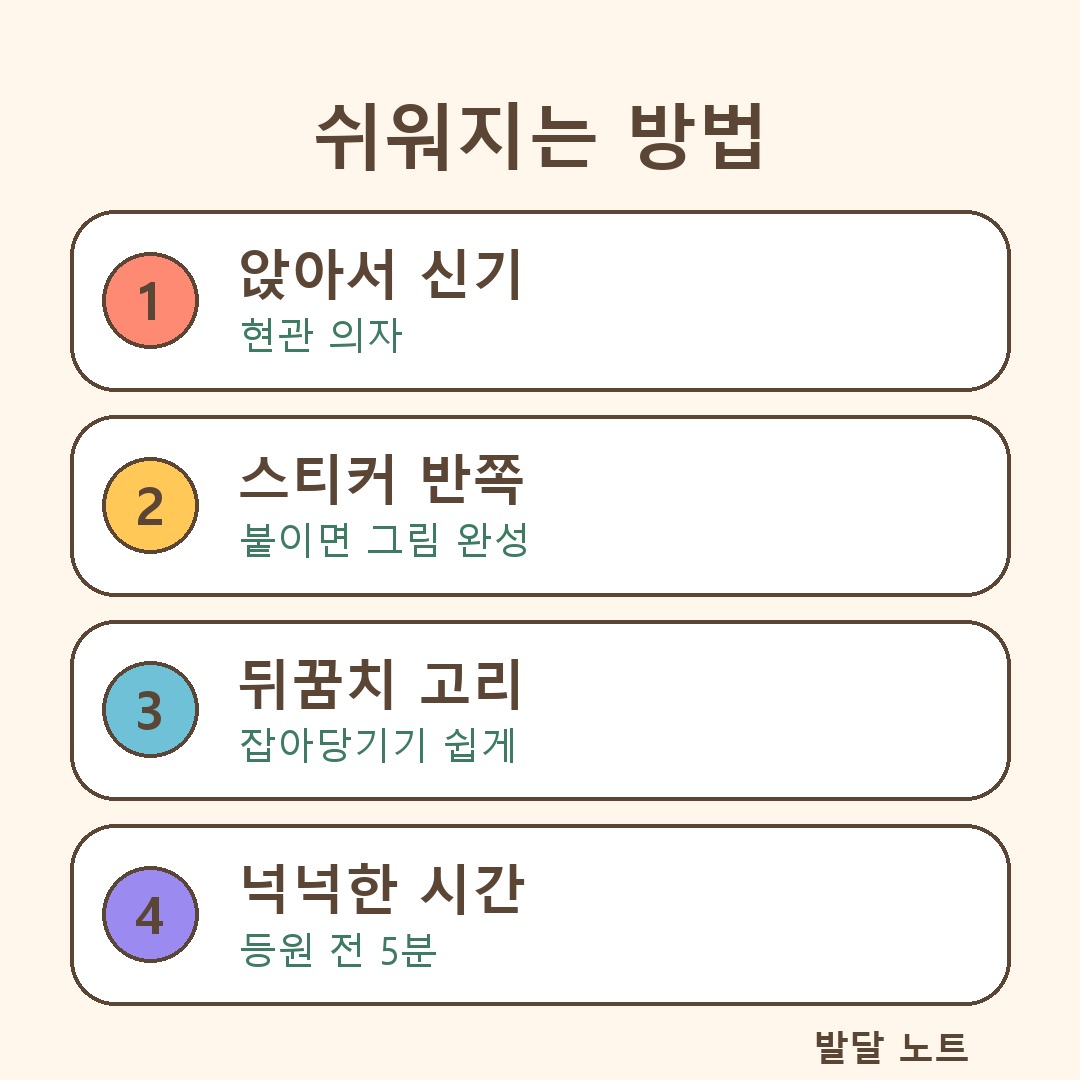 쉬워지는 방법
1
앉아서 신기
현관 의자
2
스티커 반쪽
붙이면 그림 완성
3
뒤꿈치 고리
잡아당기기 쉽게
4
넉넉한 시간
등원 전 5분
발달 노트